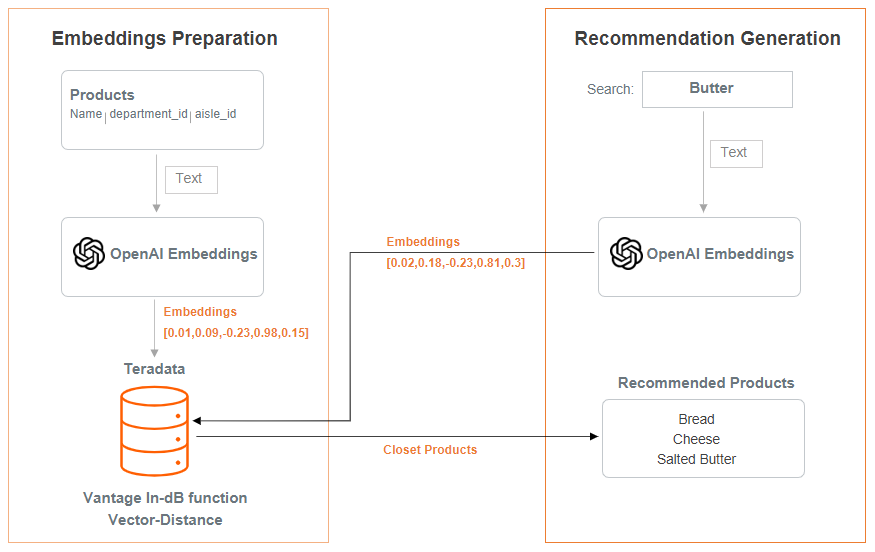 Embeddings Preparation
Products
Name department_id aisle_id
Text
OpenAI Embeddings
Embeddings
[0.01,0.09,-0.23,0.98,0.15]
Teradata
Vantage In-dB function
Vector-Distance
Embeddings
[0.02,0.18,-0.23,0.81,0.3]
Closet Products
Recommendation Generation
Search: Butter
Text
OpenAI Embeddings
Recommended Products
Bread
Cheese
Salted Butter